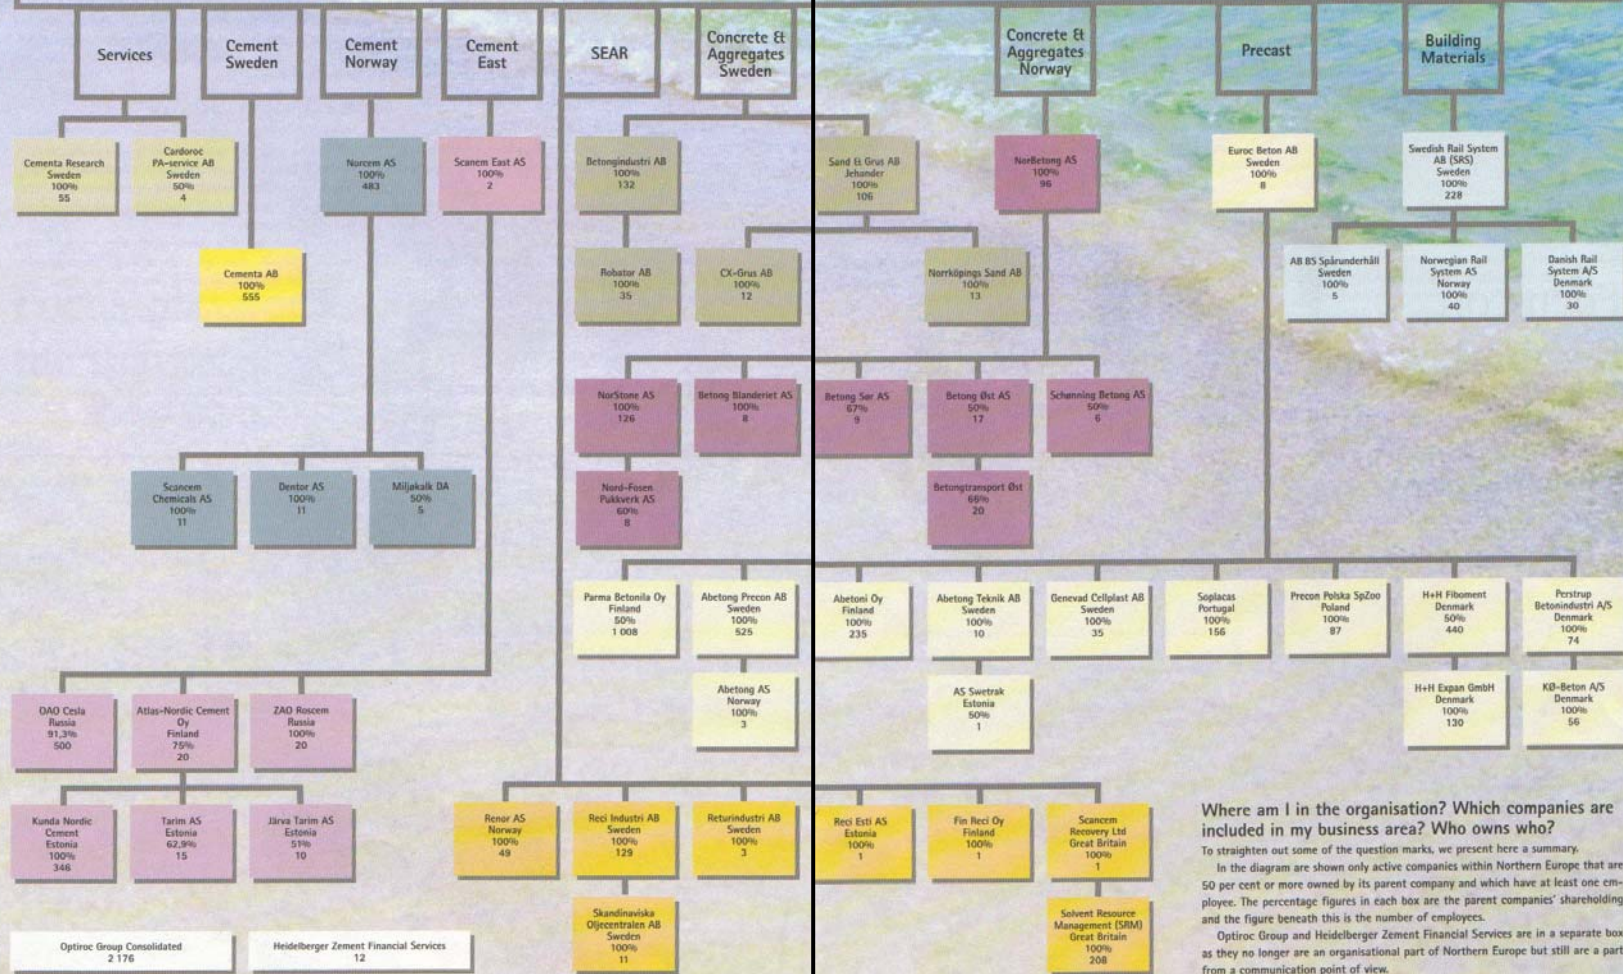 Services
Cement
Sweden
Cement
Norway
Cement
East
SEAR
Concrete &
Aggregates
Sweden
Concrete &
Aggregates
Norway
Precast
Building
Materials
Cementa Research
Sweden
100%
55
Cardoroc
PA-service AB
Sweden
50%
4
Norcem AS
100%
483
Scanem East AS
100%
2
Betongindustri AB
100%
132
Sand & Grus AB
Jehander
100%
106
NorBetong AS
100%
96
Euroc Beton AB
Sweden
100%
8
Swedish Rail System
AB (SRS)
Sweden
100%
228
Cementa AB
100%
555
Robator AB
100%
35
CX-Grus AB
100%
12
Norrköpings Sand AB
100%
13
AB BS Spårunderhåll
Sweden
100%
5
Norwegian Rail
System AS
Norway
100%
40
Danish Rail
System A/S
Denmark
100%
30
NorStone AS
100%
126
Betong Blanderiet AS
100%
8
Betong Sør AS
67%
9
Betong Øst AS
50%
17
Schønning Betong AS
50%
6
Scancem
Chemicals AS
100%
11
Dentor AS
100%
11
Miljøkalk DA
50%
5
Nord-Fosen
Pukkverk AS
60%
8
Betongtransport Øst
66%
20
Parma Betonila Oy
Finland
50%
1 008
Abetong Precon AB
Sweden
100%
525
Abetoni Oy
Finland
100%
235
Abetong Teknik AB
Sweden
100%
10
Genevad Cellplast AB
Sweden
100%
35
Soplacas
Portugal
100%
156
Precon Polska SpZoo
Poland
100%
87
H+H Fiboment
Denmark
50%
440
Perstrup
Betonindustri A/S
Denmark
100%
74
Abetong AS
Norway
100%
3
AS Swetrak
Estonia
50%
1
H+H Expan GmbH
Denmark
100%
130
KØ-Beton A/S
Denmark
100%
56
OAO Cesla
Russia
91,3%
500
Atlas-Nordic Cement
Oy
Finland
75%
20
ZAO Roscem
Russia
100%
20
Kunda Nordic
Cement
Estonia
100%
346
Tarim AS
Estonia
62,9%
15
Järva Tarim AS
Estonia
51%
10
Renor AS
Norway
100%
49
Reci Industri AB
Sweden
100%
129
Returindustri AB
Sweden
100%
3
Reci Esti AS
Estonia
100%
1
Fin Reci Oy
Finland
100%
1
Scancem
Recovery Ltd
Great Britain
100%
1
Skandinaviska
Oljecentralen AB
Sweden
100%
11
Solvent Resource
Management (SRM)
Great Britain
100%
208
Optiroc Group Consolidated
2 176
Heidelberger Zement Financial Services
12
Where am I in the organisation? Which companies are
included in my business area? Who owns who?
To straighten out some of the question marks, we present here a summary.
In the diagram are shown only active companies within Northern Europe that are
50 per cent or more owned by its parent company and which have at least one em-
ployee. The percentage figures in each box are the parent companies' shareholding
and the figure beneath this is the number of employees.
Optiroc Group and Heidelberger Zement Financial Services are in a separate box
as they no longer are an organisational part of Northern Europe but still are a part
from a communication point of view.